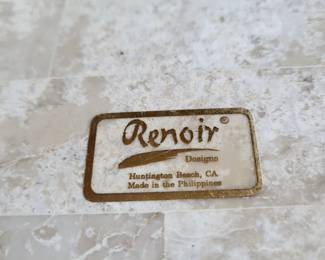 Renoir ®
Designs
Huntington Beach, CA.
Made in the Philippines